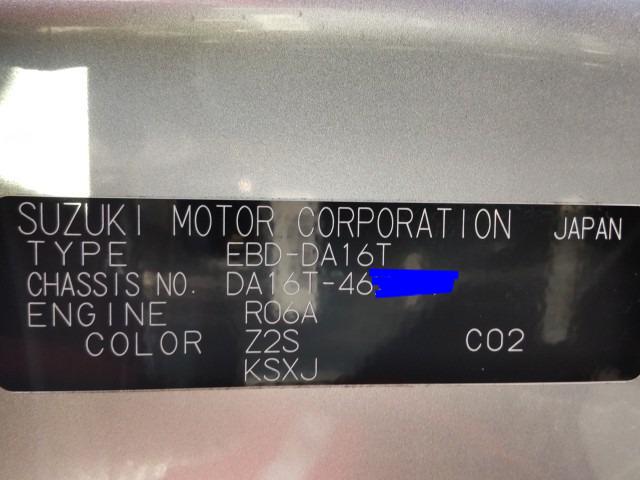 SUZUKI MOTOR CORPORATION JAPAN
TYPE EBD-DA16T
CHASSIS NO. DA16T-46
ENGINE R06A
COLOR Z2S C02
KSXJ